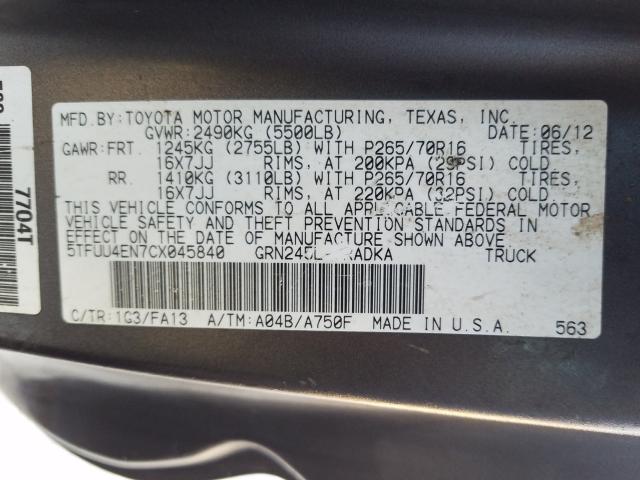 MFD.BY:TOYOTA MOTOR MANUFACTURING, TEXAS, INC.
GVWR:2490KG (5500LB) DATE:06/12
GAWR:FRT. 1245KG (2755LB) WITH P265/70R16 TIRES,
16X7JJ RIMS, AT 200KPA (29PSI) COLD
RR. 1410KG (3110LB) WITH P265/70R16 TIRES,
16X7JJ RIMS, AT 220KPA (32PSI) COLD
THIS VEHICLE CONFORMS TO ALL APPLICABLE FEDERAL MOTOR
VEHICLE SAFETY AND THEFT PREVENTION STANDARDS IN
EFFECT ON THE DATE OF MANUFACTURE SHOWN ABOVE.
5TFUU4EN7CX045840 TRUCK
C/TR:1G3/FA13 A/TM:A04B/A750F MADE IN U.S.A. 563
7704T